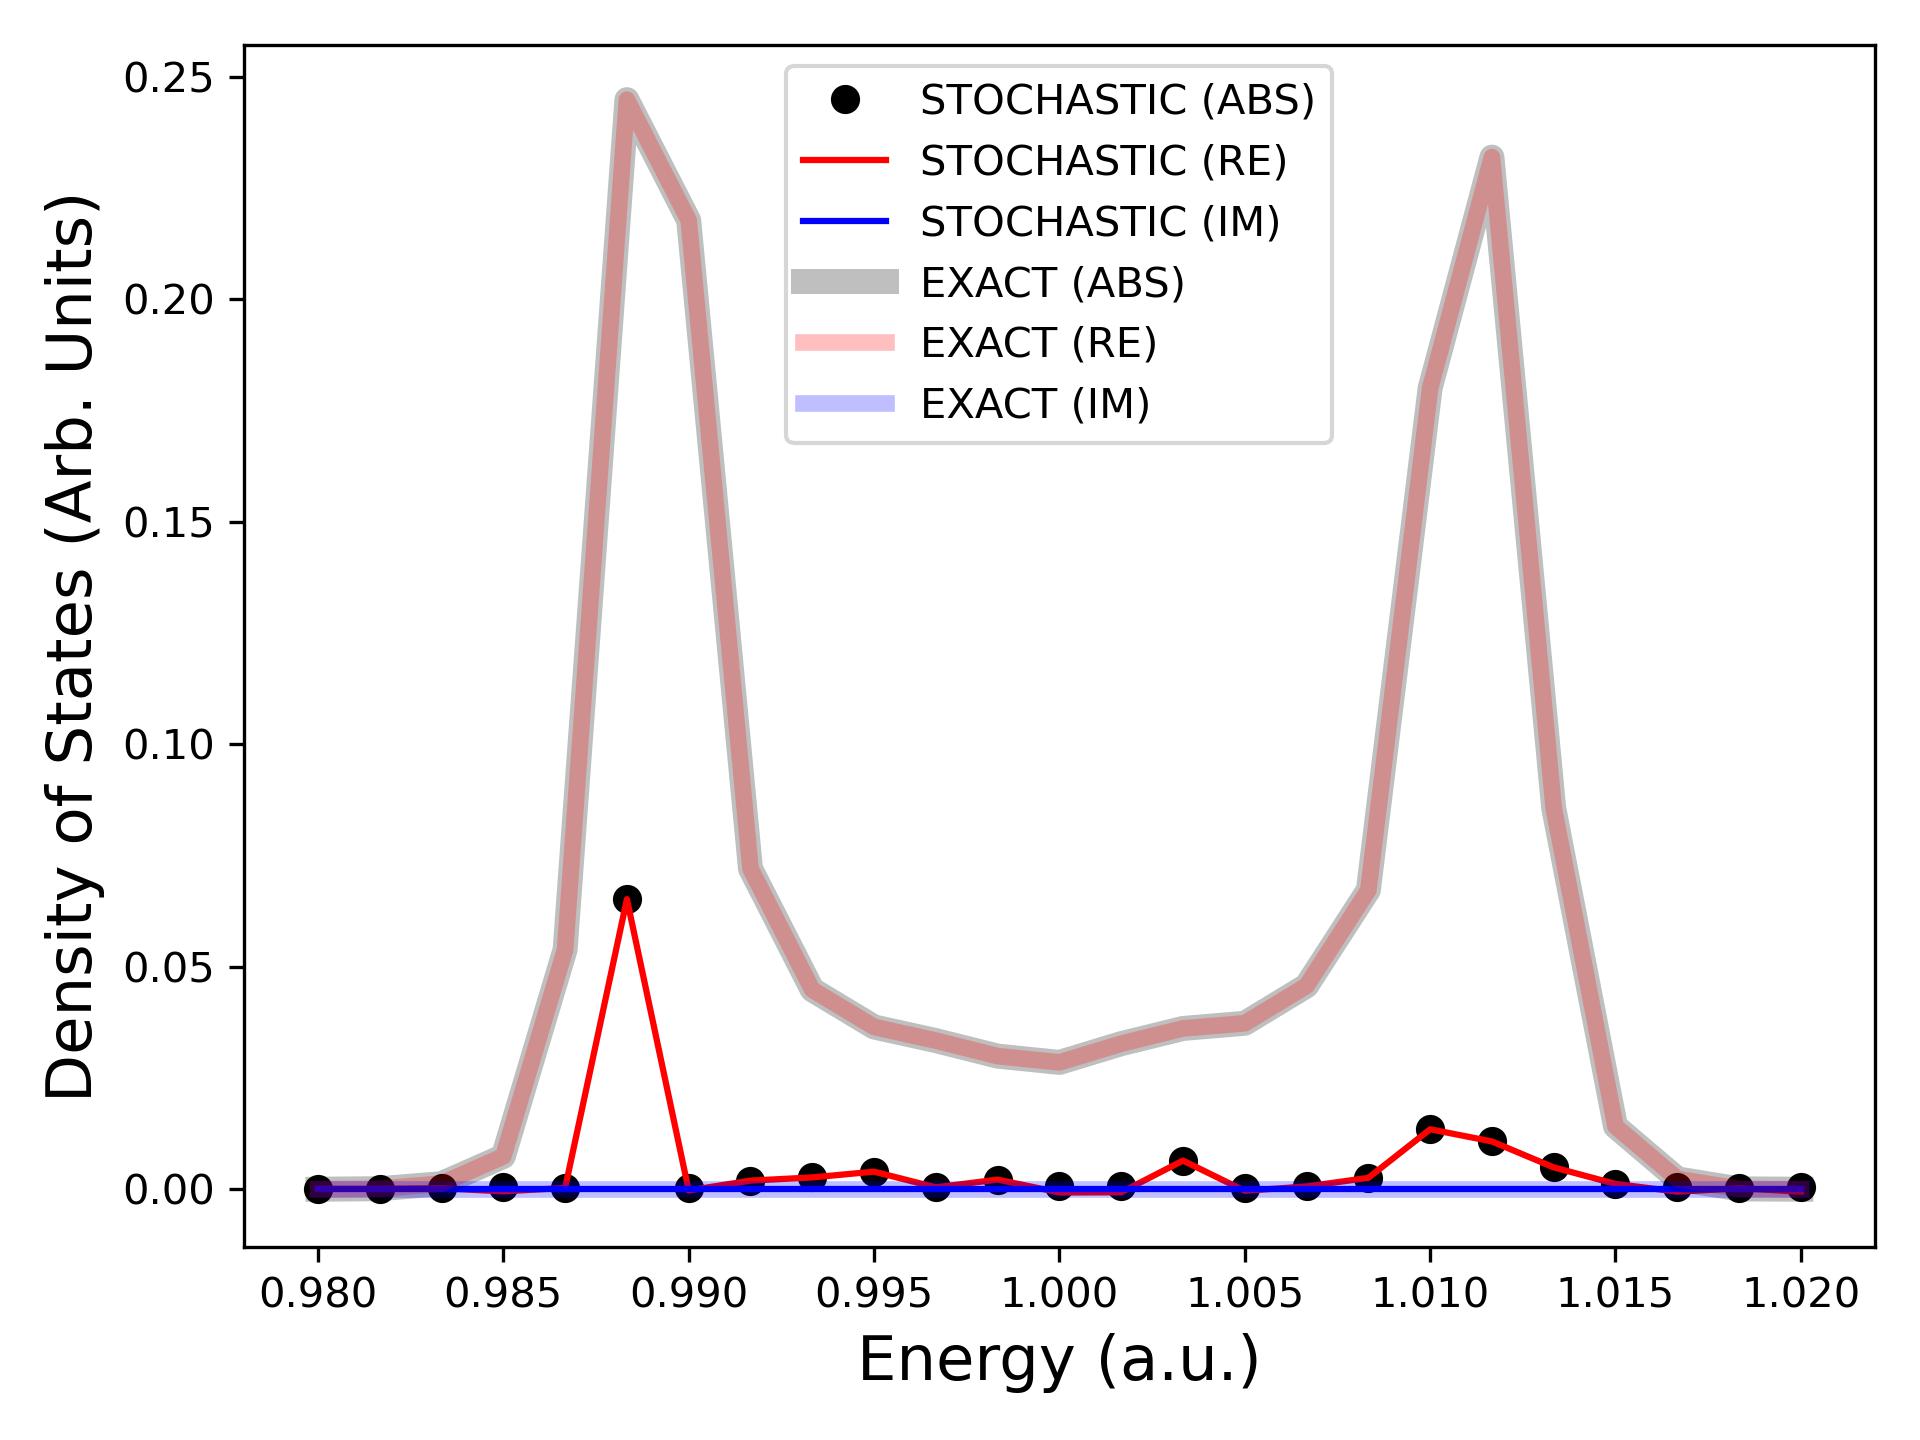 Density of States (Arb. Units)
0.25
0.20
0.15
0.10
0.05
0.00
STOCHASTIC (ABS)
STOCHASTIC (RE)
STOCHASTIC (IM)
EXACT (ABS)
EXACT (RE)
EXACT (IM)
0.980 0.985 0.990 0.995 1.000 1.005 1.010 1.015 1.020
Energy (a.u.)